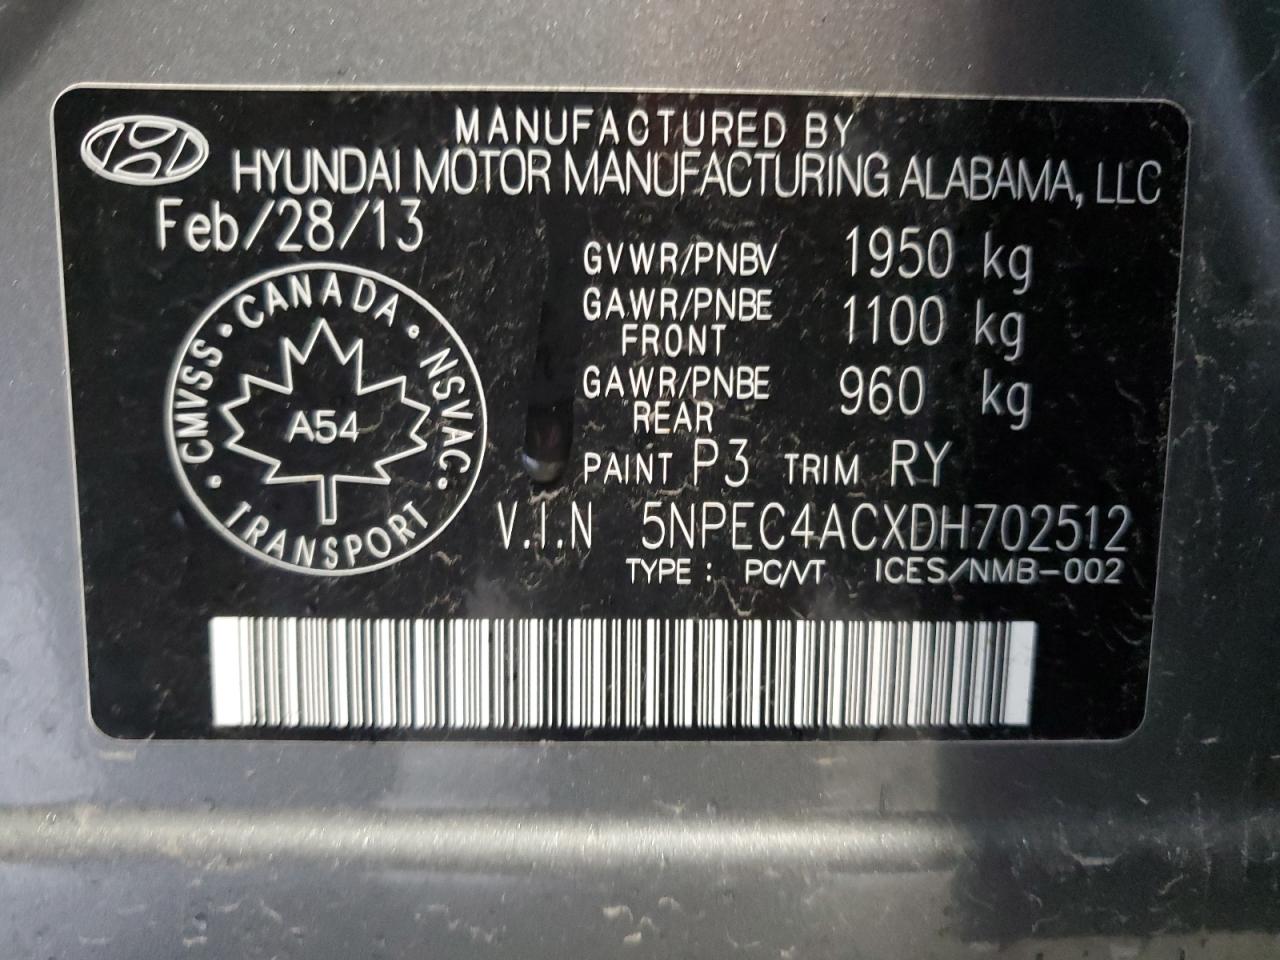 MANUFACTURED BY
HYUNDAI MOTOR MANUFACTURING ALABAMA, LLC
Feb/28/13
GVWR/PNBV 1950 kg
GAWR/PNBE 1100 kg
FRONT
GAWR/PNBE 960 kg
REAR
PAINT P3 TRIM RY
V.I.N 5NPEC4ACXDH702512
TYPE : PC/VT ICES/NMB-002
CANADA
CMVSS • NSVAC
A54
TRANSPORT